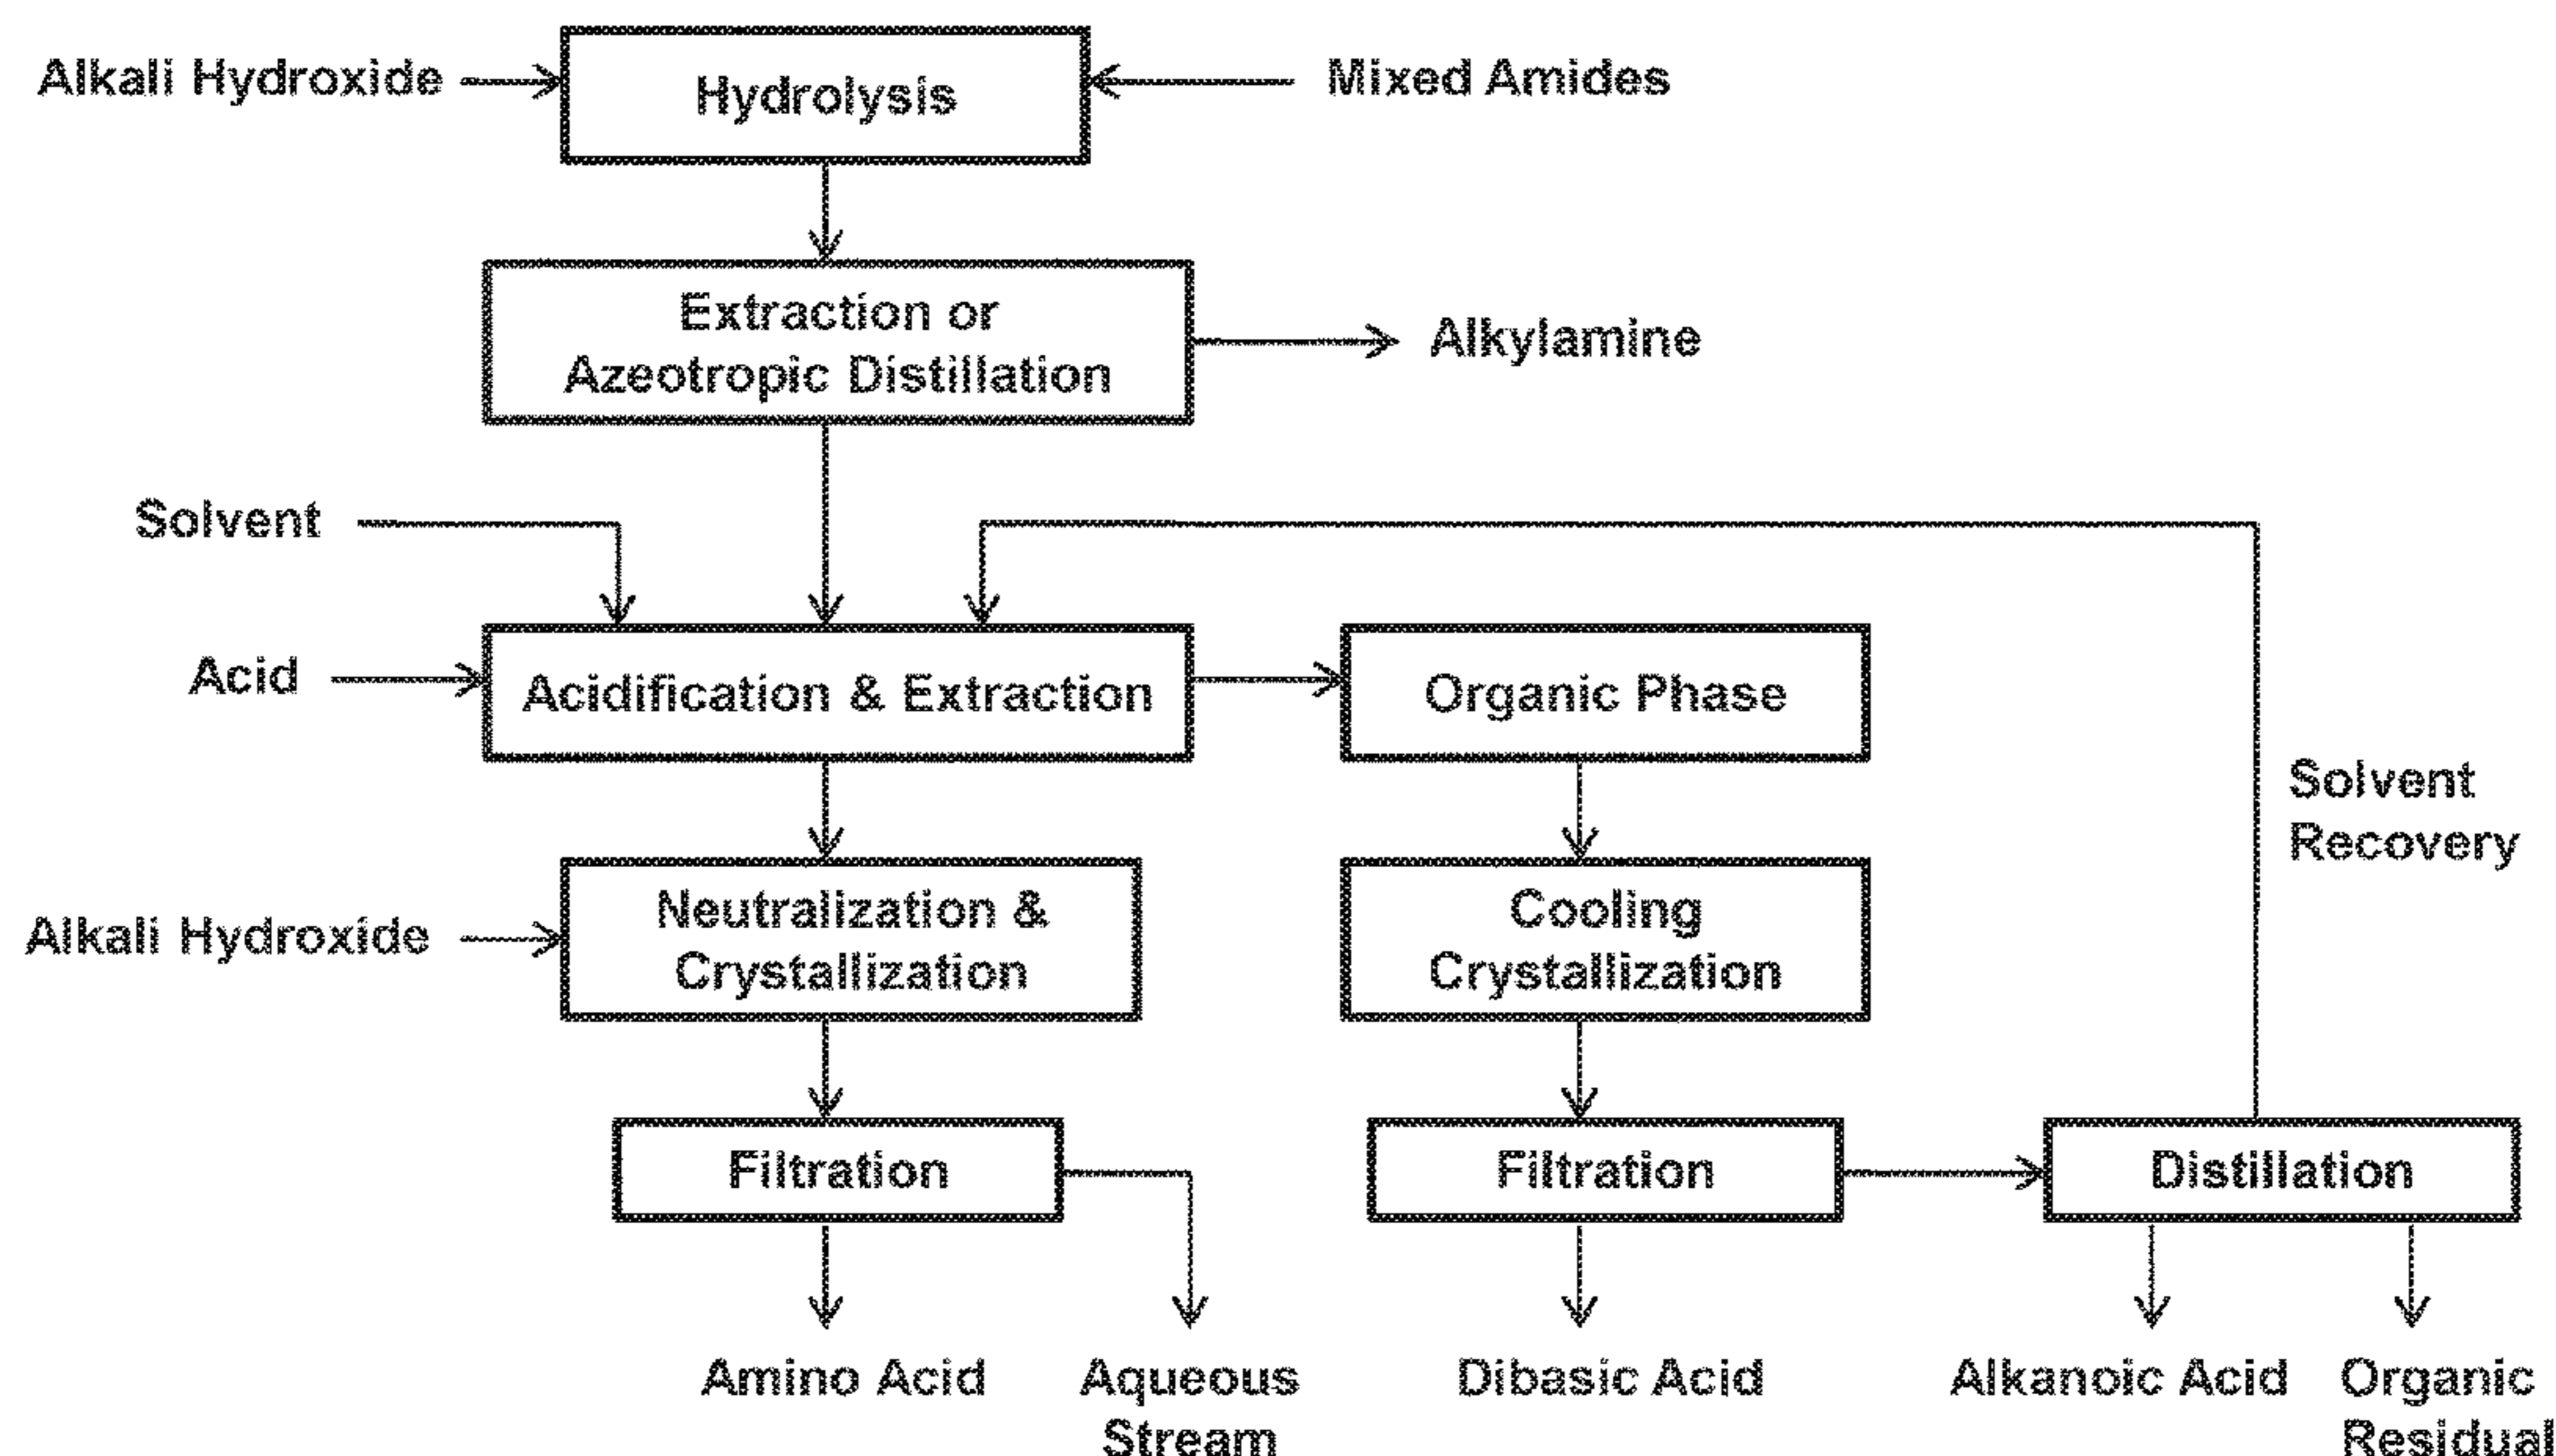 Alkali Hydroxide
Hydrolysis
Mixed Amides
Extraction or
Azeotropic Distillation
Alkylamine
Solvent
Acid
Acidification & Extraction
Organic Phase
Solvent
Recovery
Alkali Hydroxide
Neutralization &
Crystallization
Cooling
Crystallization
Filtration
Filtration
Distillation
Amino Acid
Aqueous
Stream
Dibasic Acid
Alkanoic Acid
Organic
Residual